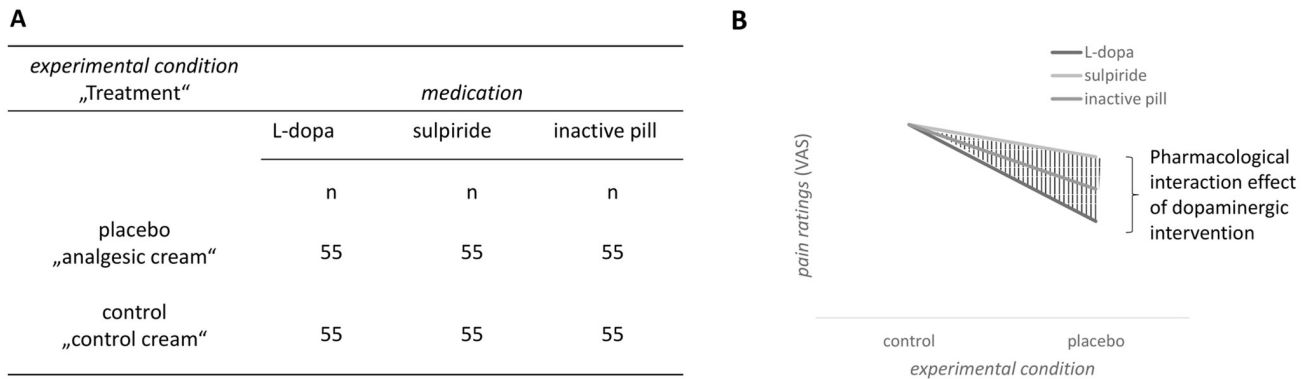 A
experimental condition
„Treatment“
medication
L-dopa sulpiride inactive pill
n n n
placebo
„analgesic cream“
55 55 55
control
„control cream“
55 55 55
B
L-dopa
sulpiride
inactive pill
pain ratings (VAS)
Pharmacological
interaction effect
of dopaminergic
intervention
control placebo
experimental condition